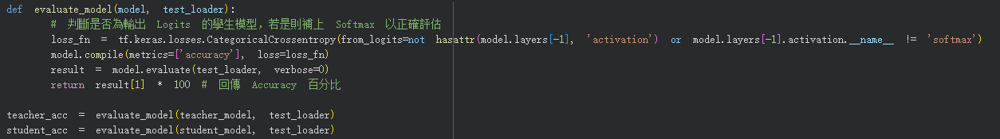 def evaluate_model(model, test_loader):
# 判斷是否為輸出 Logits 的學生模型，若是則補上 Softmax 以正確評估
loss_fn = tf.keras.losses.CategoricalCrossentropy(from_logits=not hasattr(model.layers[-1], 'activation') or model.layers[-1].activation.__name__ != 'softmax')
model.compile(metrics=['accuracy'], loss=loss_fn)
result = model.evaluate(test_loader, verbose=0)
return result[1] * 100 # 回傳 Accuracy 百分比
teacher_acc = evaluate_model(teacher_model, test_loader)
student_acc = evaluate_model(student_model, test_loader)